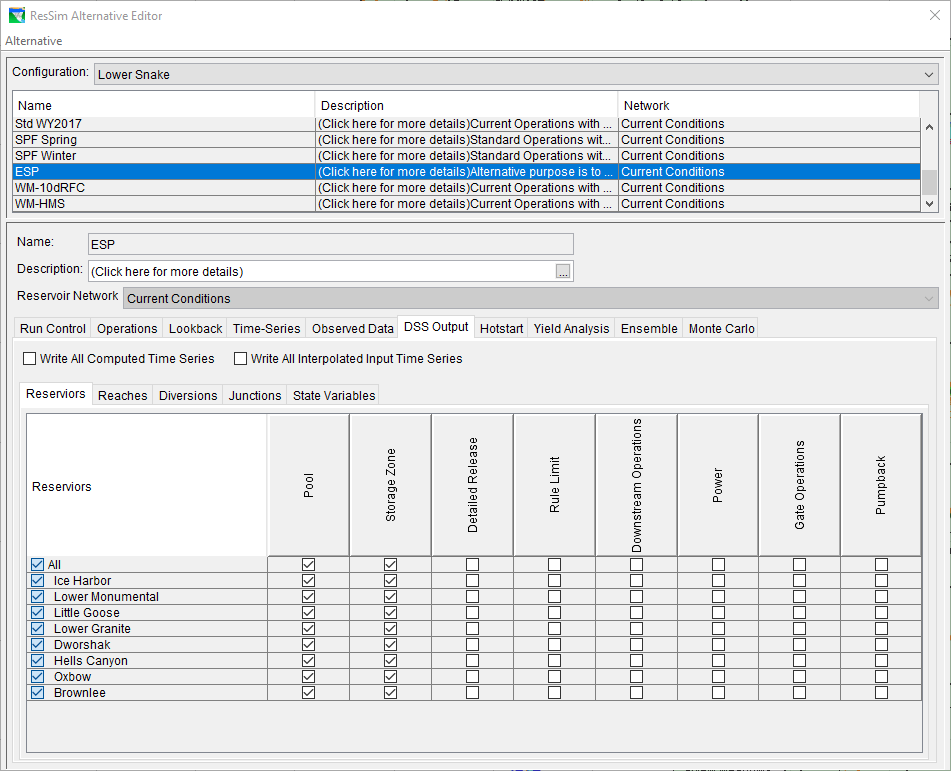 ResSim Alternative Editor
Alternative
Configuration: Lower Snake
Name Description Network
Std WY2017 (Click here for more details)Current Operations with ... Current Conditions
SPF Spring (Click here for more details)Standard Operations wit... Current Conditions
SPF Winter (Click here for more details)Standard Operations wit... Current Conditions
ESP (Click here for more details)Alternative purpose is to ... Current Conditions
WM-10dRFC (Click here for more details)Current Operations with ... Current Conditions
WM-HMS (Click here for more details)Current Operations with ... Current Conditions
Name: ESP
Description: (Click here for more details) ...
Reservoir Network Current Conditions
Run Control Operations Lookback Time-Series Observed Data DSS Output Hotstart Yield Analysis Ensemble Monte Carlo
Write All Computed Time Series Write All Interpolated Input Time Series
Reserviors Reaches Diversions Junctions State Variables
Reserviors Pool Storage Zone Detailed Release Rule Limit Downstream Operations Power Gate Operations Pumpback
All
Ice Harbor
Lower Monumental
Little Goose
Lower Granite
Dworshak
Hells Canyon
Oxbow
Brownlee